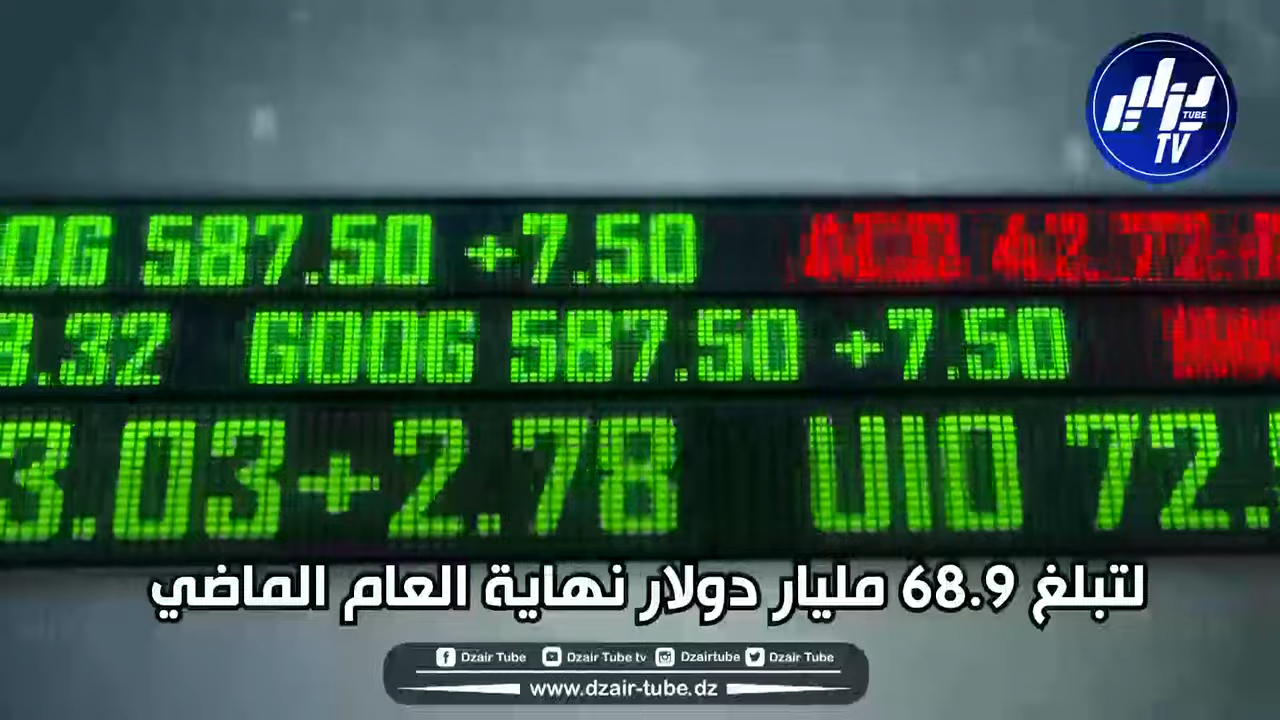 TUBE
TV
OG 587.50 +7.50
3.32 GOOG 587.50 +7.50
3.03+2.78 UIO 72.
لتبلغ 68.9 مليار دولار نهاية العام الماضي
Dzair Tube Dzair Tube tv Dzairtube Dzair Tube
www.dzair-tube.dz